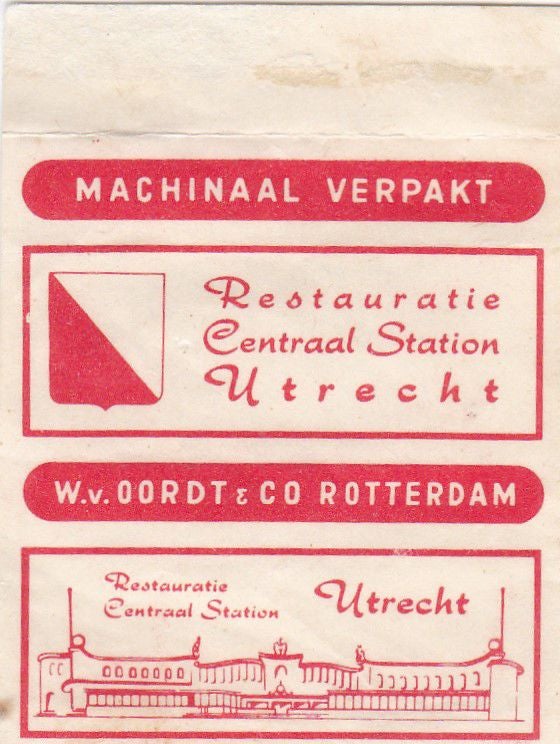 MACHINAAL VERPAKT
Restauratie
Centraal Station
Utrecht
W.v. OORDT & CO ROTTERDAM
Restauratie
Centraal Station
Utrecht